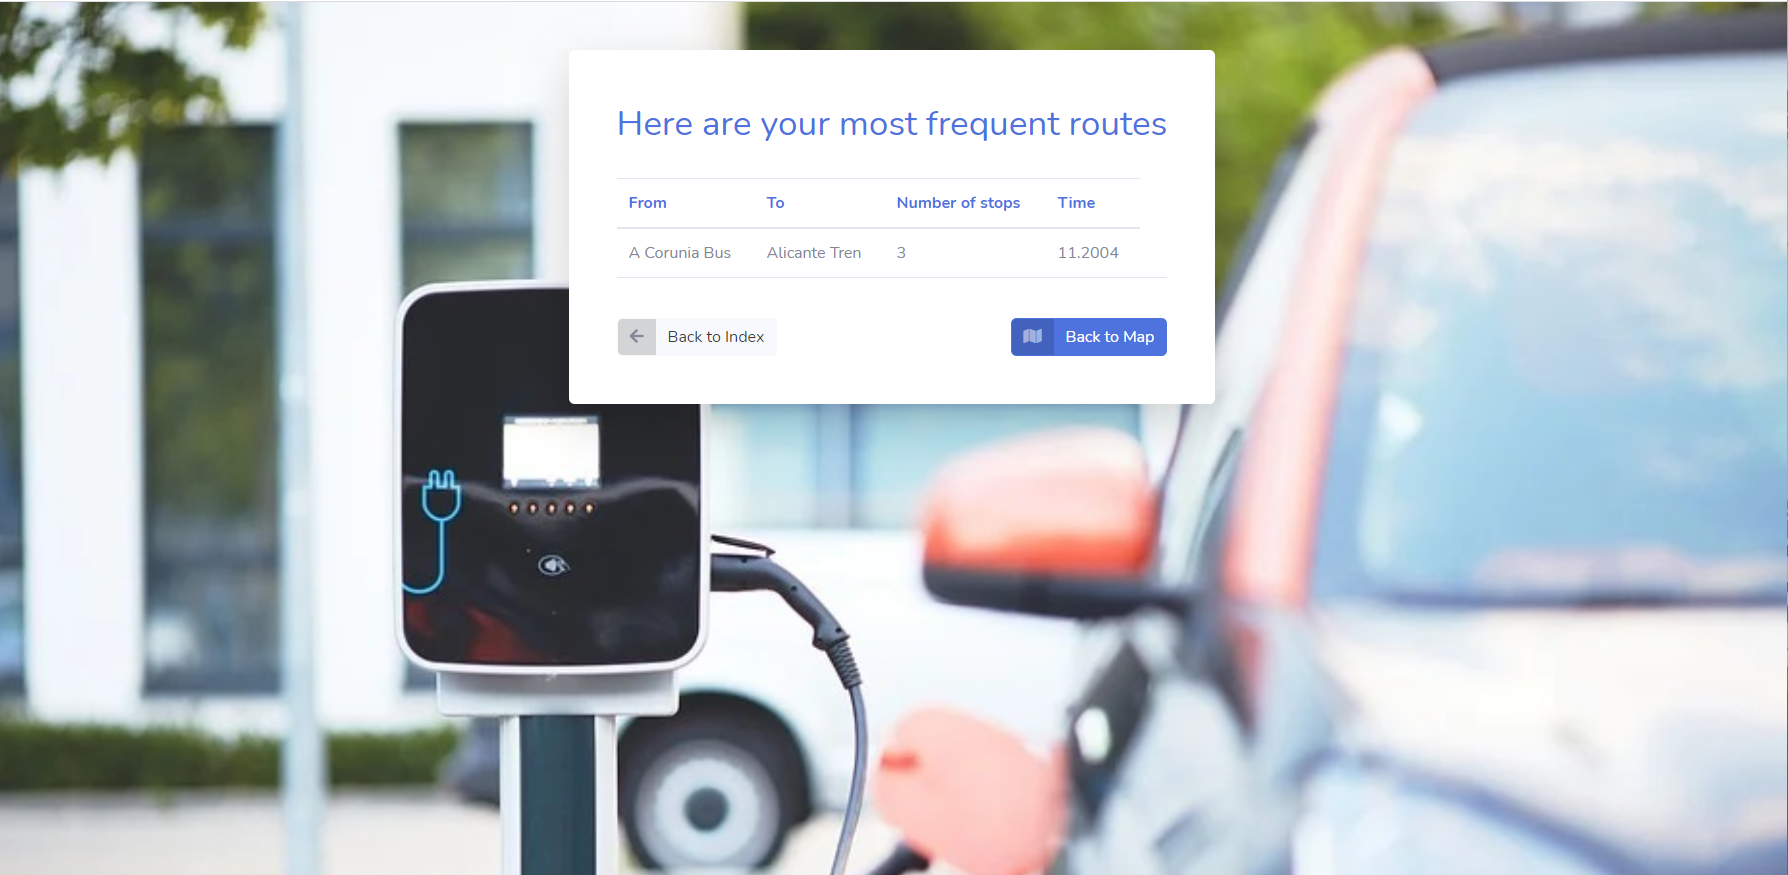 Here are your most frequent routes
From To Number of stops Time
A Corunia Bus Alicante Tren 3 11.2004
Back to Index Back to Map